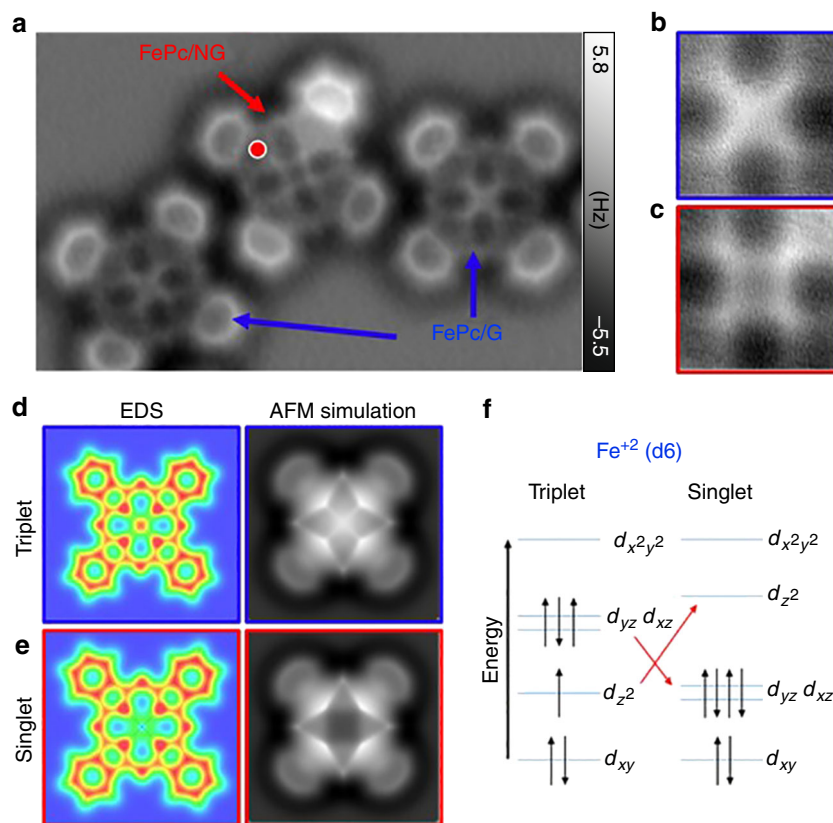 a
FePc/NG
5.8
(Hz)
−5.5
FePc/G
b
c
d
EDS
AFM simulation
Triplet
e
Singlet
f
Fe+2 (d6)
Triplet
Singlet
Energy
dx2y2
dyz dxz
dz2
dxy
dx2y2
dz2
dyz dxz
dxy